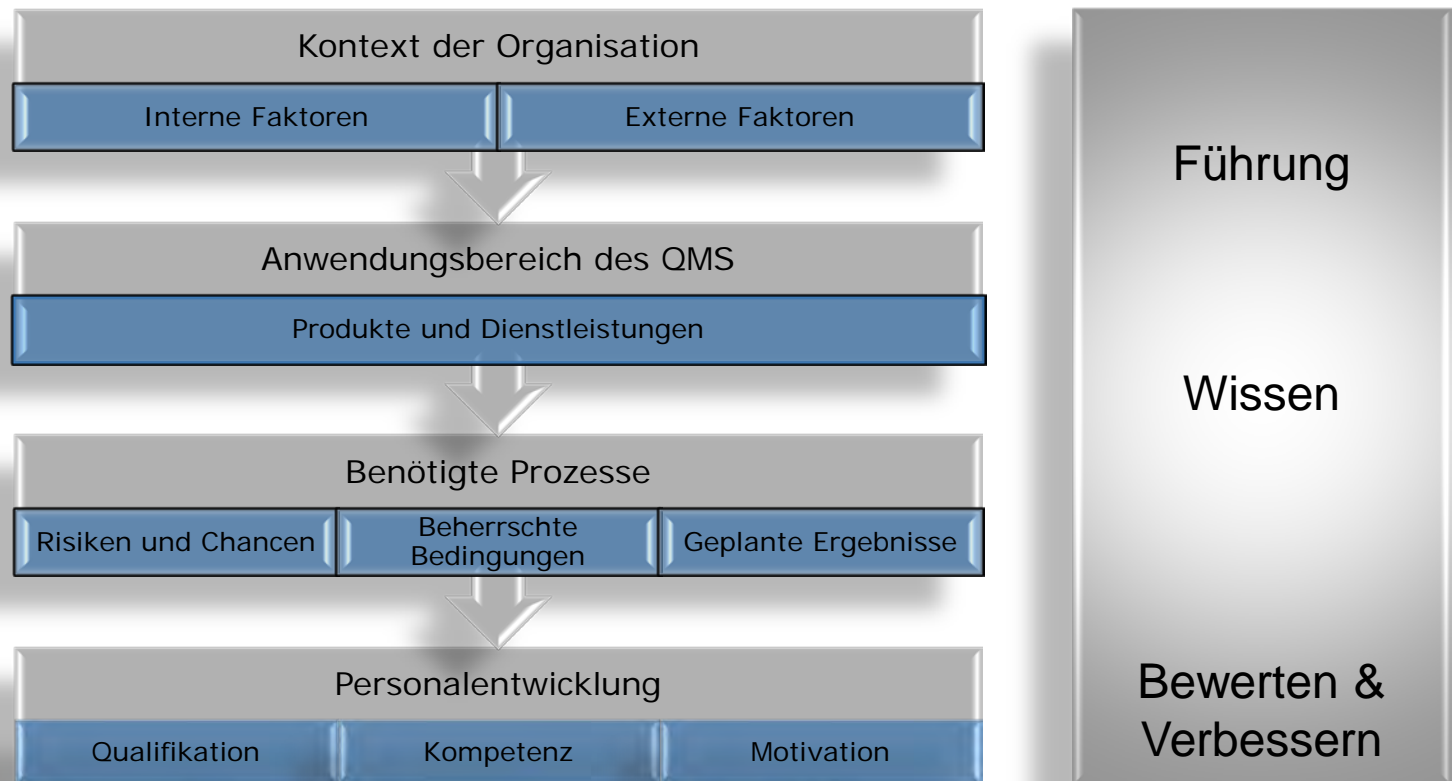 Kontext der Organisation
Interne Faktoren
Externe Faktoren
Anwendungsbereich des QMS
Produkte und Dienstleistungen
Benötigte Prozesse
Risiken und Chancen
Beherrschte
Bedingungen
Geplante Ergebnisse
Personalentwicklung
Qualifikation
Kompetenz
Motivation
Führung
Wissen
Bewerten &
Verbessern